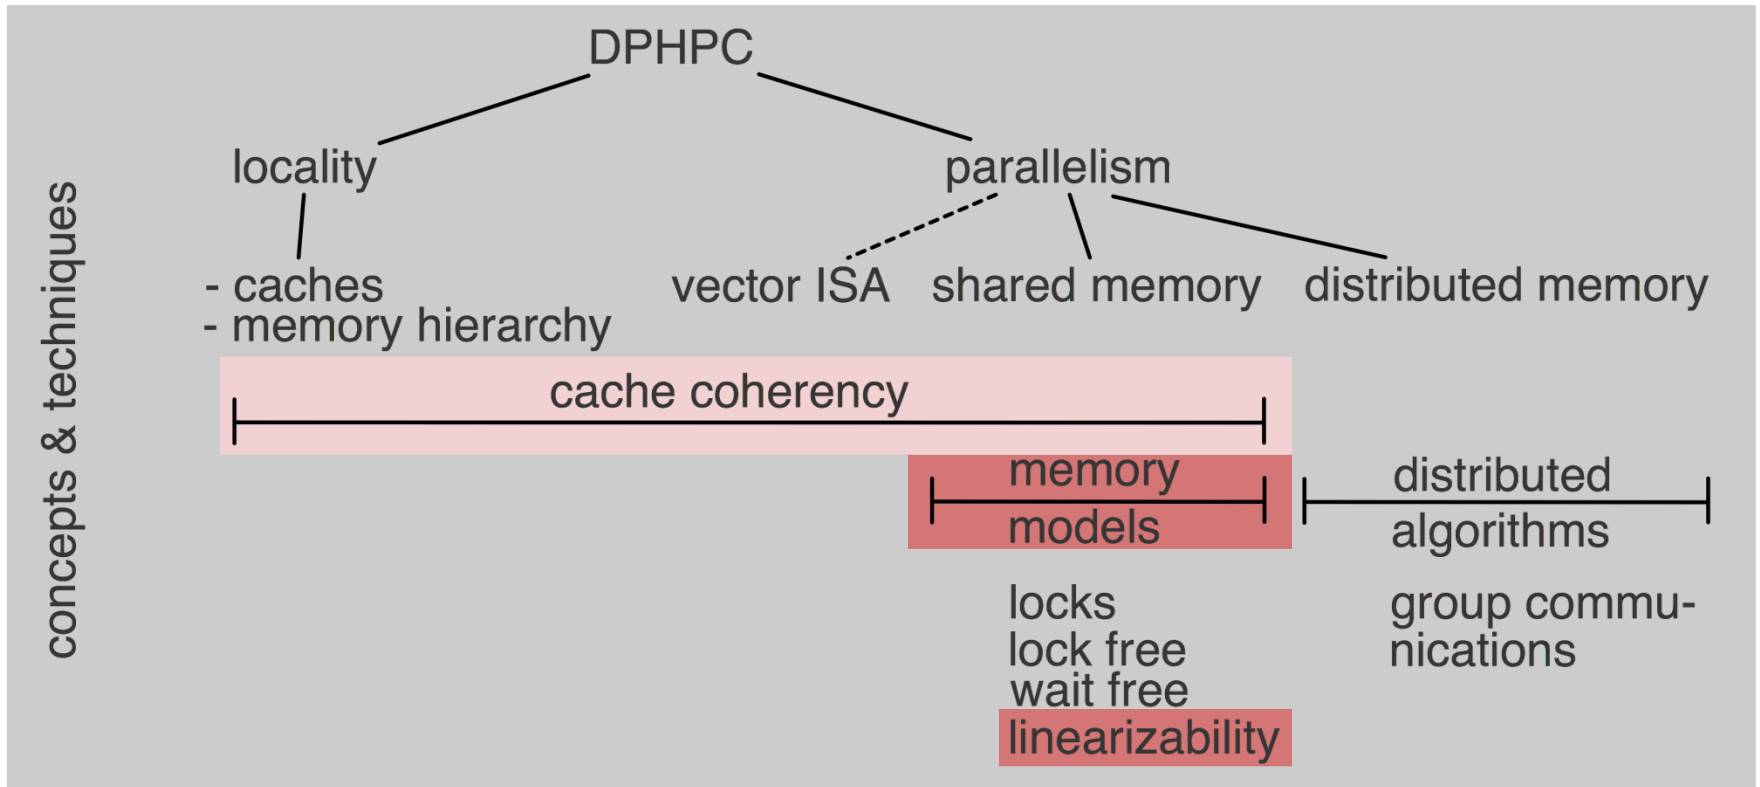 DPHPC
locality
parallelism
- caches
- memory hierarchy
vector ISA
shared memory
distributed memory
cache coherency
memory
models
distributed
algorithms
locks
lock free
wait free
linearizability
group commu-
nications
concepts & techniques